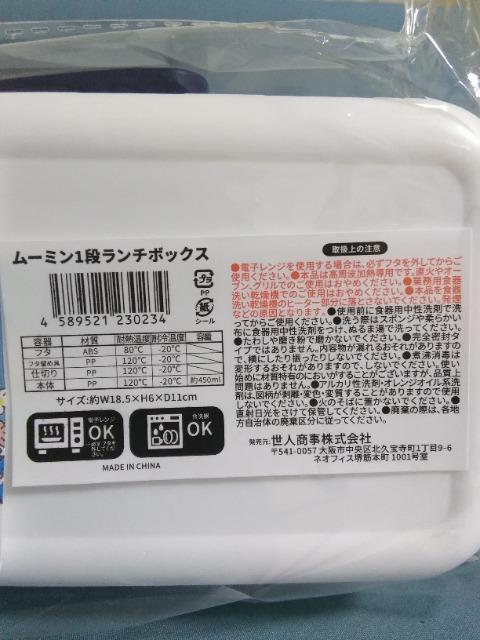 ムーミン1段ランチボックス
4 589521 230234
プラ
PP
紙
シール
容器 材質 耐熱温度 耐冷温度 容量
フタ ABS 80℃ -20℃
フタ留め具 PP 120℃ -20℃
仕切り PP 120℃ -20℃
本体 PP 120℃ -20℃ 約450ml
サイズ:約W18.5×H6×D11cm
電子レンジ
OK
必ずフタを外して
食洗機
OK
MADE IN CHINA
取扱上の注意
●電子レンジを使用する場合は、必ずフタを外してからご
使用ください。●本品は高周波加熱専用です。直火やオー
ブン、グリルでのご使用はおやめください。●業務用食器
洗い乾燥機でのご使用はおやめください。●本品を食器
洗い乾燥機のヒーター部分に落とさないでください。発煙
などの原因となります。●使用前に食器用中性洗剤で洗
ってからご使用ください。●洗う際はスポンジや柔らかい
布に食器用中性洗剤をつけ、ぬるま湯で洗ってください。
●たわしや磨き粉で磨かないでください。●完全密封タ
イプではありません。内容物が漏れるおそれがありますの
で、横にしたり振ったりしないでください。●煮沸消毒は
変形するおそれがありますので、しないでください。使い
始めに材質特有のにおいがすることがございますが、品質上
問題はありません。●アルカリ性洗剤・オレンジオイル系洗
剤は、図柄が剥離・変色・変質することがありますので使用
しないでください。●火のそばに置かないでください。●
直射日光をさけて保管してください。●廃棄の際は、各地
方自治体の廃棄区分に従ってください。
発売元:世人商事株式会社
〒541-0057 大阪市中央区北久宝寺町1丁目9-6
ネオフィス堺筋本町 1001号室